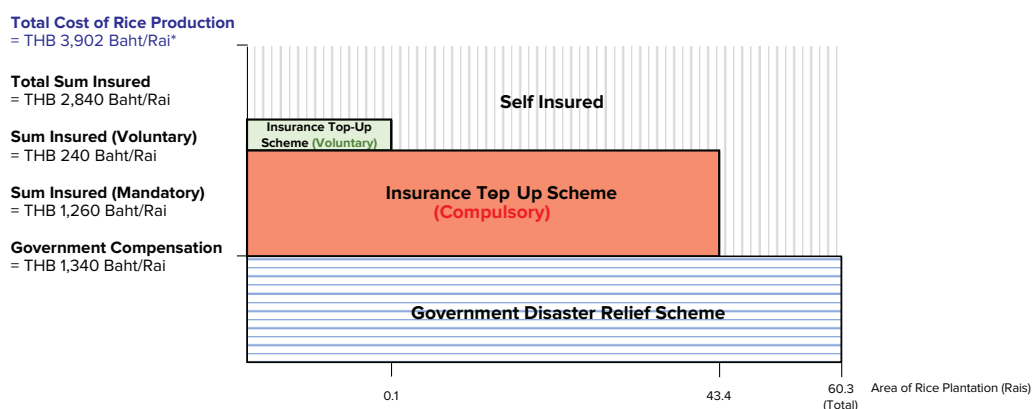 Total Cost of Rice Production
= THB 3,902 Baht/Rai*
Total Sum Insured
= THB 2,840 Baht/Rai
Sum Insured (Voluntary)
= THB 240 Baht/Rai
Sum Insured (Mandatory)
= THB 1,260 Baht/Rai
Government Compensation
= THB 1,340 Baht/Rai
Self Insured
Insurance Top-Up
Scheme (Voluntary)
Insurance Top Up Scheme
(Compulsory)
Government Disaster Relief Scheme
0.1
43.4
60.3
(Total)
Area of Rice Plantation (Rais)